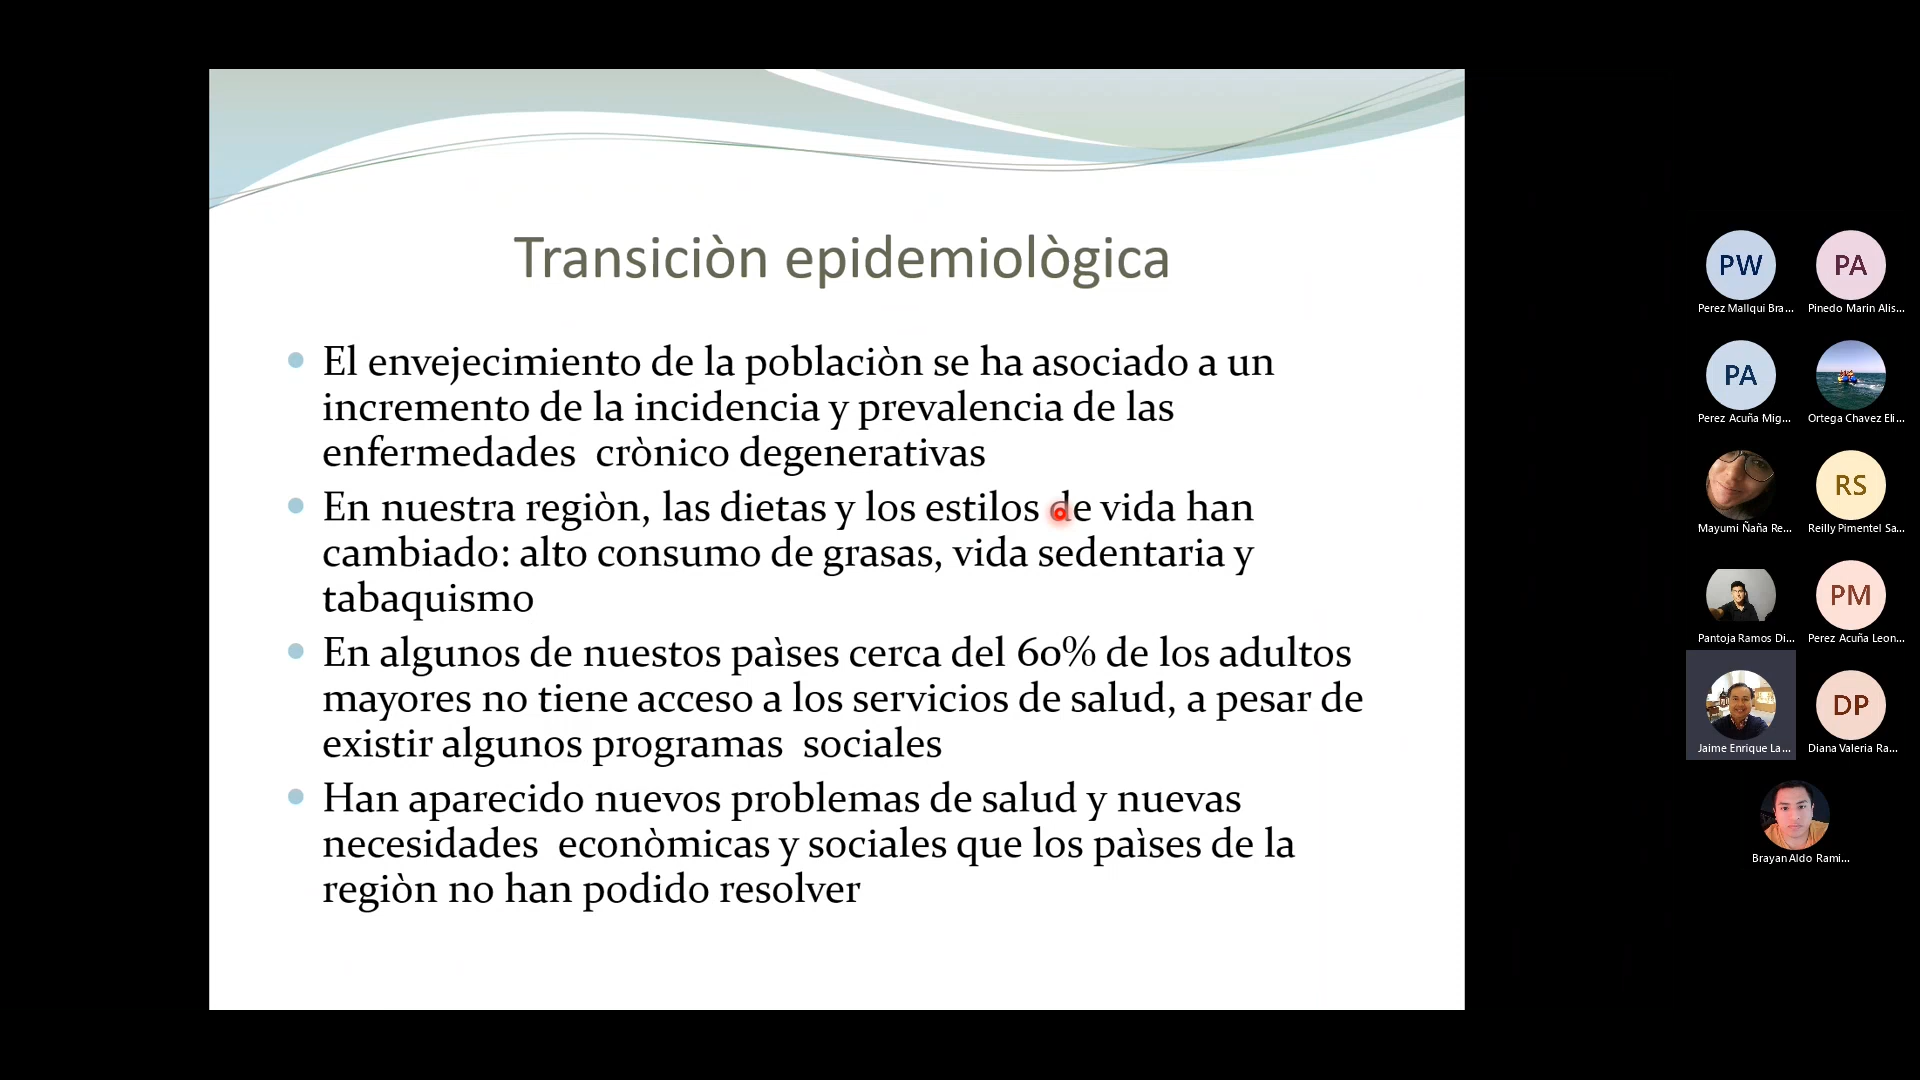 Transiciòn epidemiològica
El envejecimiento de la poblaciòn se ha asociado a un
incremento de la incidencia y prevalencia de las
enfermedades crònico degenerativas
En nuestra regiòn, las dietas y los estilos de vida han
cambiado: alto consumo de grasas, vida sedentaria y
tabaquismo
En algunos de nuestos paìses cerca del 60% de los adultos
mayores no tiene acceso a los servicios de salud, a pesar de
existir algunos programas sociales
Han aparecido nuevos problemas de salud y nuevas
necesidades econòmicas y sociales que los paìses de la
regiòn no han podido resolver
PW PA
Perez Mallqui Bra... Pinedo Marin Alis...
PA
Perez Acuña Mig... Ortega Chavez Eli...
RS
Mayumi Ñaña Re... Reilly Pimentel Sa...
PM
Pantoja Ramos Di... Perez Acuña Leon...
DP
Jaime Enrique La... Diana Valeria Ra...
Brayan Aldo Rami...